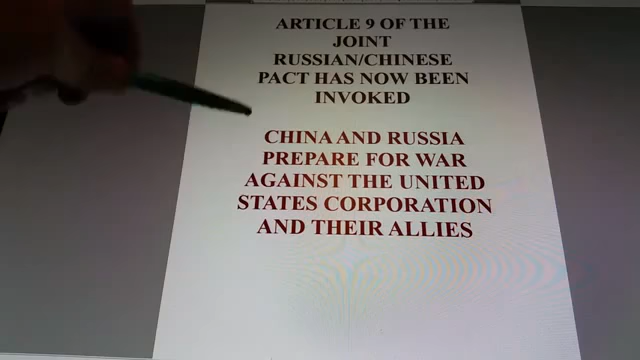 ARTICLE 9 OF THE
JOINT
RUSSIAN/CHINESE
PACT HAS NOW BEEN
INVOKED
CHINA AND RUSSIA
PREPARE FOR WAR
AGAINST THE UNITED
STATES CORPORATION
AND THEIR ALLIES